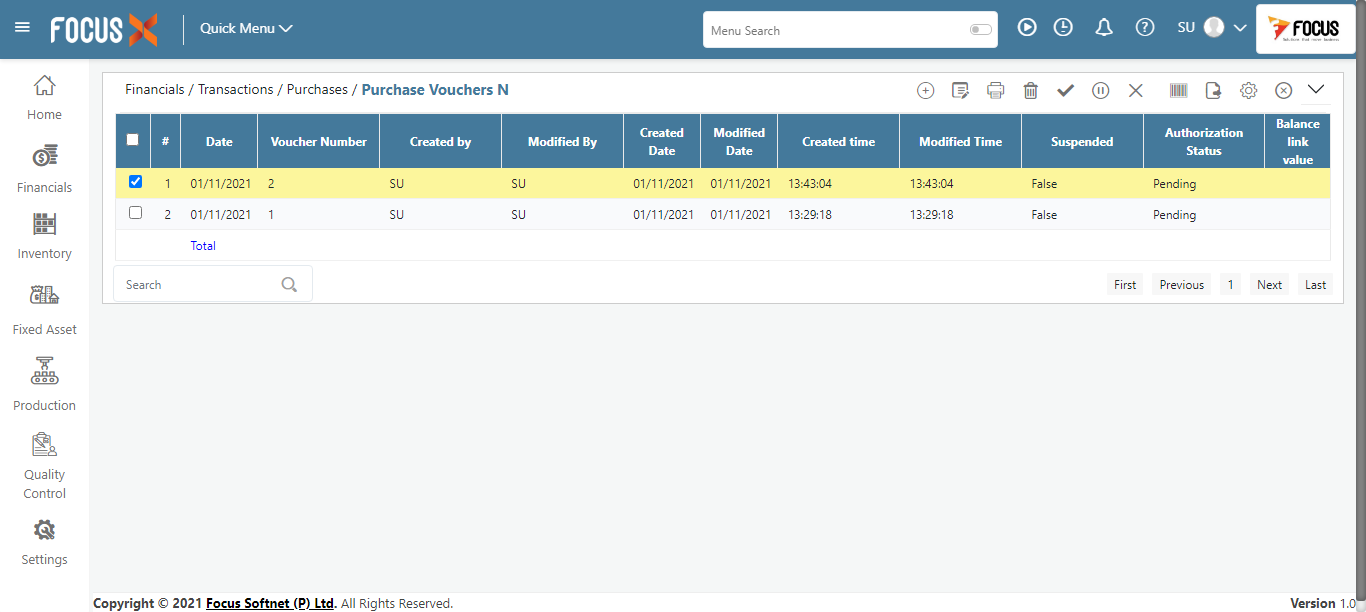 FOCUS X Quick Menu Menu Search SU FOCUS
Home
Financials
Inventory
Fixed Asset
Production
Quality
Control
Settings
Financials / Transactions / Purchases / Purchase Vouchers N
# Date Voucher Number Created by Modified By Created Date Modified Date Created time Modified Time Suspended Authorization Status Balance link value
1 01/11/2021 2 SU SU 01/11/2021 01/11/2021 13:43:04 13:43:04 False Pending
2 01/11/2021 1 SU SU 01/11/2021 01/11/2021 13:29:18 13:29:18 False Pending
Total
Search First Previous 1 Next Last
Copyright © 2021 Focus Softnet (P) Ltd. All Rights Reserved. Version 1.0